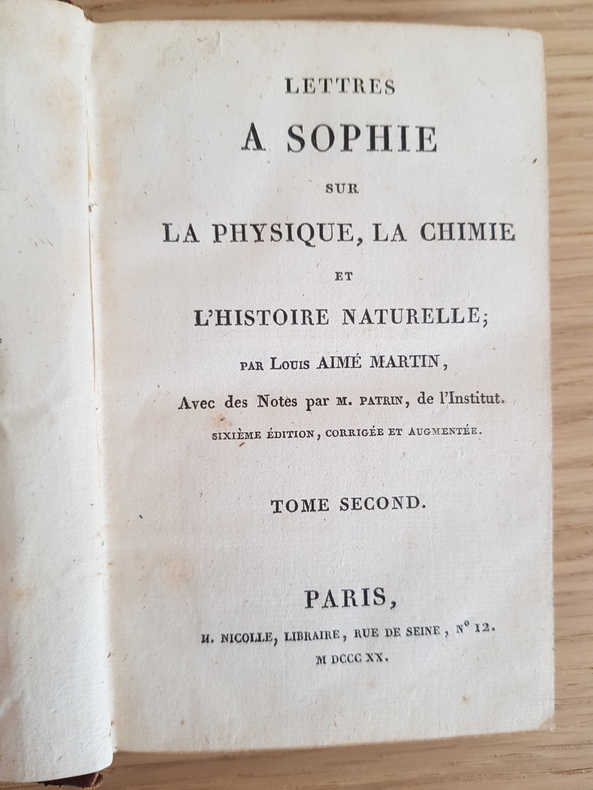 LETTRES
A SOPHIE
SUR
LA PHYSIQUE, LA CHIMIE
ET
L'HISTOIRE NATURELLE;
PAR LOUIS AIMÉ MARTIN,
Avec des Notes par M. PATRIN, de l'Institut.
SIXIÈME ÉDITION, CORRIGÉE ET AUGMENTÉE.
TOME SECOND.
PARIS,
H. NICOLLE, LIBRAIRE, RUE DE SEINE, N° 12.
M DCCC XX.